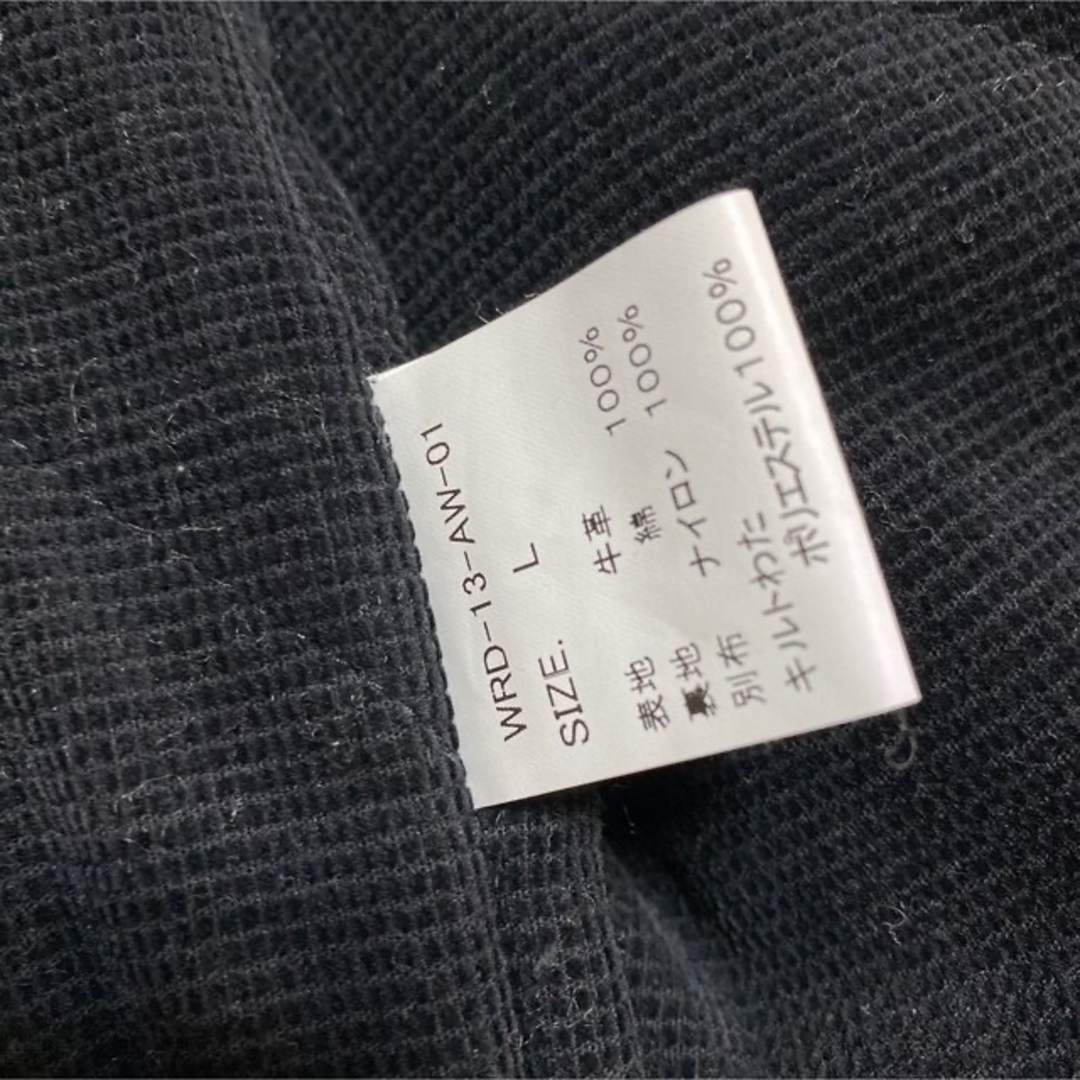 WRD-13-AW-01
SIZE. L
表地 牛革 100%
裏地 綿 100%
別布 ナイロン
キルトわた
ポリエステル100%